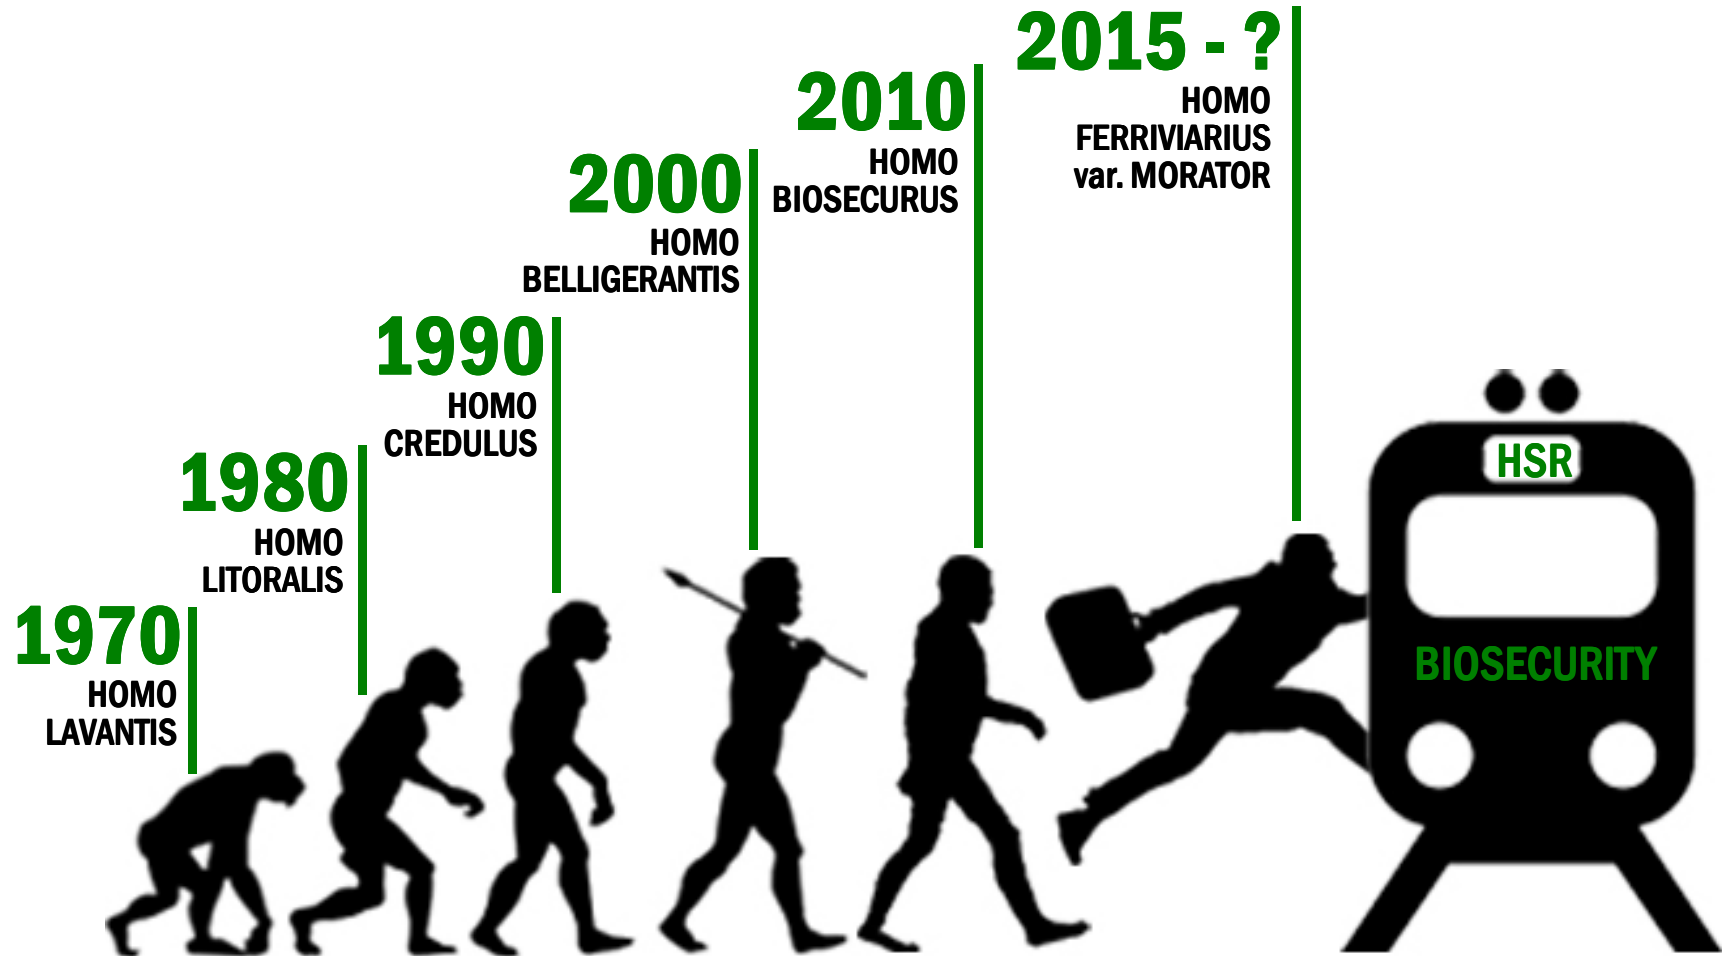 1970
HOMO
LAVANTIS
1980
HOMO
LITORALIS
1990
HOMO
CREDULUS
2000
HOMO
BELLIGERANTIS
2010
HOMO
BIOSECURUS
2015 - ?
HOMO
FERRIVIARIUS
var. MORATOR
HSR
BIOSECURITY